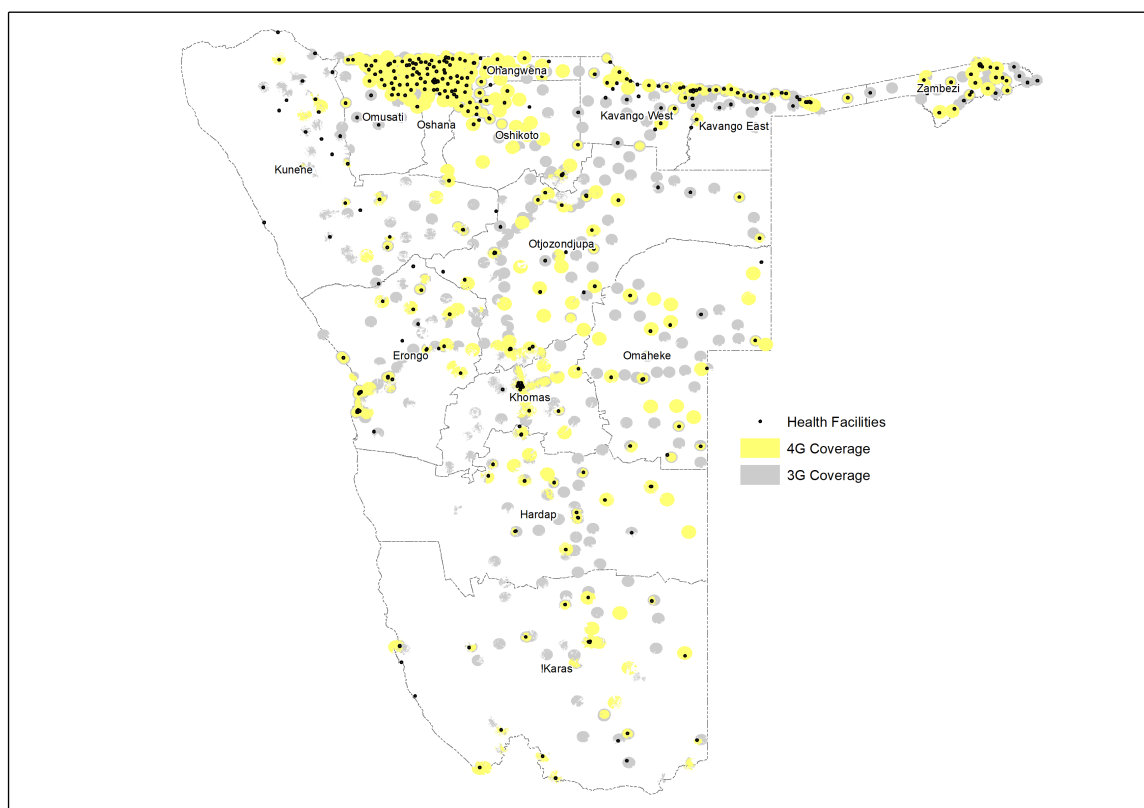 Ohangwena
Zambezi
Omusati
Oshana
Oshikoto
Kavango West
Kavango East
Kunene
Otjozondjupa
Erongo
Omaheke
Khomas
Health Facilities
4G Coverage
3G Coverage
Hardap
!Karas